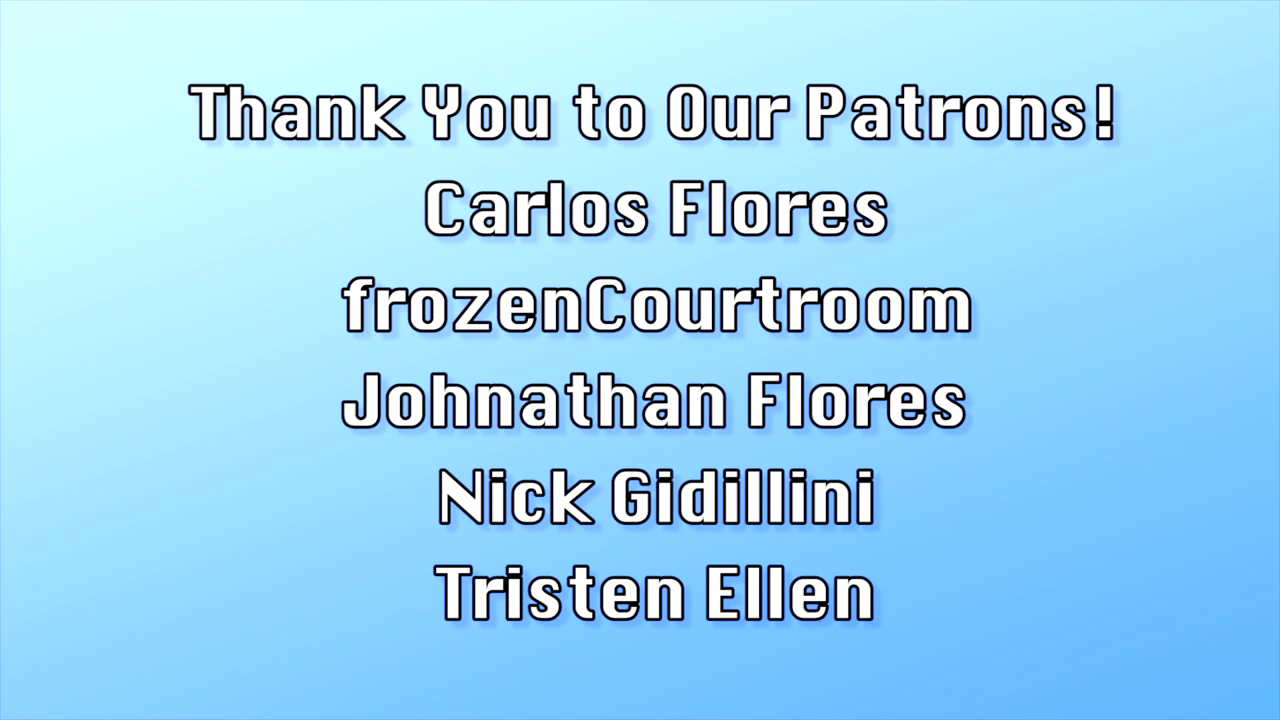 Thank You to Our Patrons!
Carlos Flores
frozenCourtroom
Johnathan Flores
Nick Gidillini
Tristen Ellen